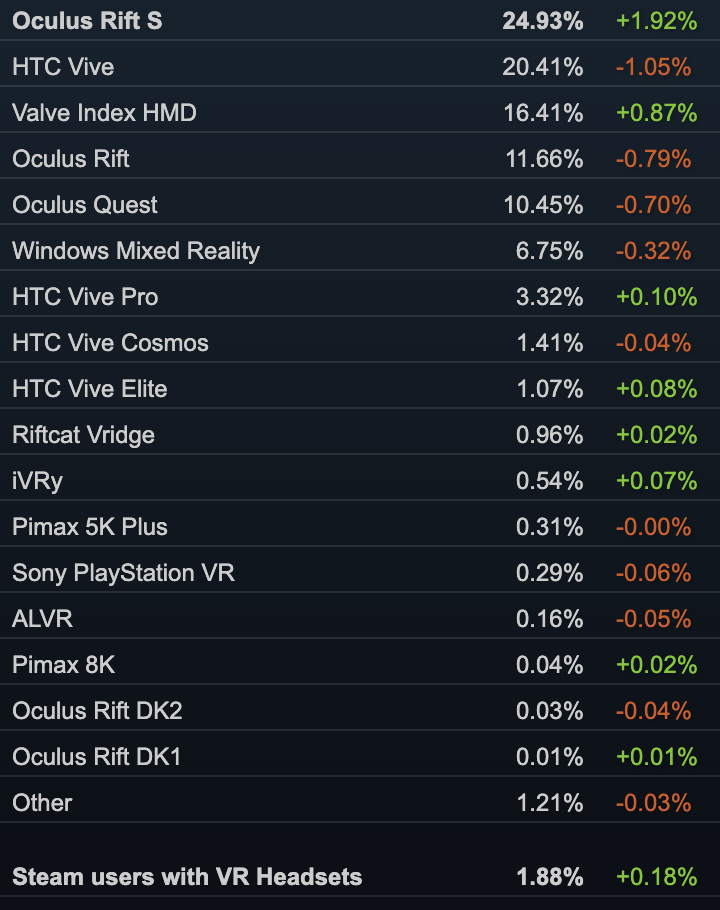 Oculus Rift S 24.93% +1.92%
HTC Vive 20.41% -1.05%
Valve Index HMD 16.41% +0.87%
Oculus Rift 11.66% -0.79%
Oculus Quest 10.45% -0.70%
Windows Mixed Reality 6.75% -0.32%
HTC Vive Pro 3.32% +0.10%
HTC Vive Cosmos 1.41% -0.04%
HTC Vive Elite 1.07% +0.08%
Riftcat Vridge 0.96% +0.02%
iVRy 0.54% +0.07%
Pimax 5K Plus 0.31% -0.00%
Sony PlayStation VR 0.29% -0.06%
ALVR 0.16% -0.05%
Pimax 8K 0.04% +0.02%
Oculus Rift DK2 0.03% -0.04%
Oculus Rift DK1 0.01% +0.01%
Other 1.21% -0.03%
Steam users with VR Headsets 1.88% +0.18%